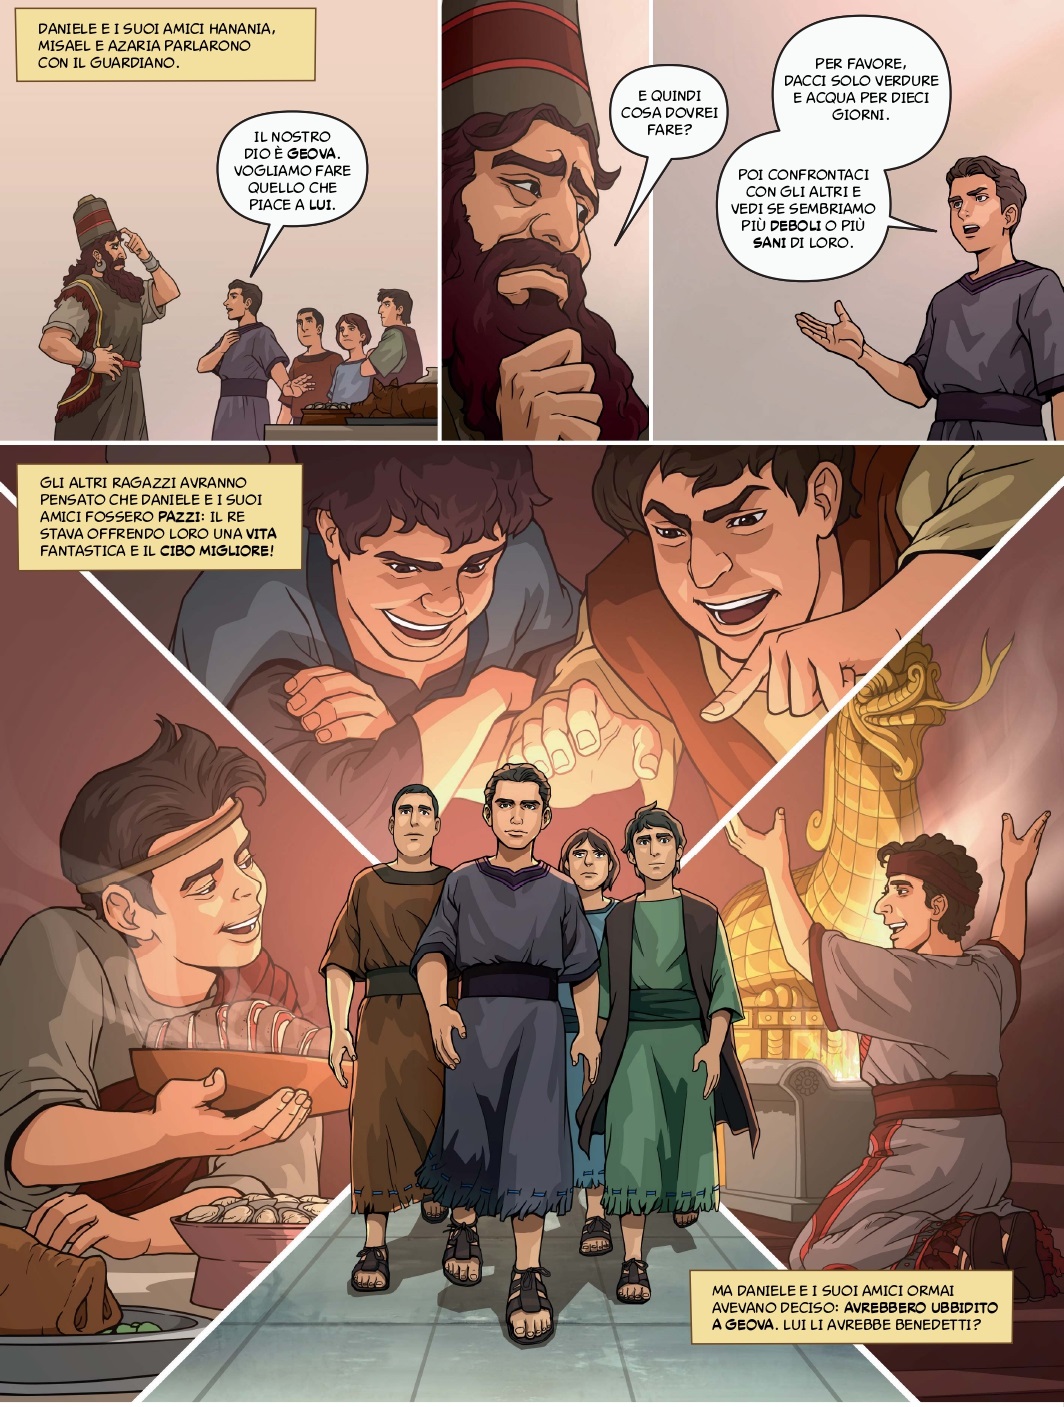 DANIELE E I SUOI AMICI HANANIA,
MISAEL E AZARIA PARLARONO
CON IL GUARDIANO.
IL NOSTRO
DIO È GEOVA.
VOGLIAMO FARE
QUELLO CHE
PIACE A LUI.
E QUINDI
COSA DOVREI
FARE?
PER FAVORE,
DACCI SOLO VERDURE
E ACQUA PER DIECI
GIORNI.
POI CONFRONTACI
CON GLI ALTRI E
VEDI SE SEMBRIAMO
PIÙ DEBOLI O PIÙ
SANI DI LORO.
GLI ALTRI RAGAZZI AVRANNO
PENSATO CHE DANIELE E I SUOI
AMICI FOSSERO PAZZI: IL RE
STAVA OFFRENDO LORO UNA VITA
FANTASTICA E IL CIBO MIGLIORE!
MA DANIELE E I SUOI AMICI ORMAI
AVEVANO DECISO: AVREBBERO UBBIDITO
A GEOVA. LUI LI AVREBBE BENEDETTI?